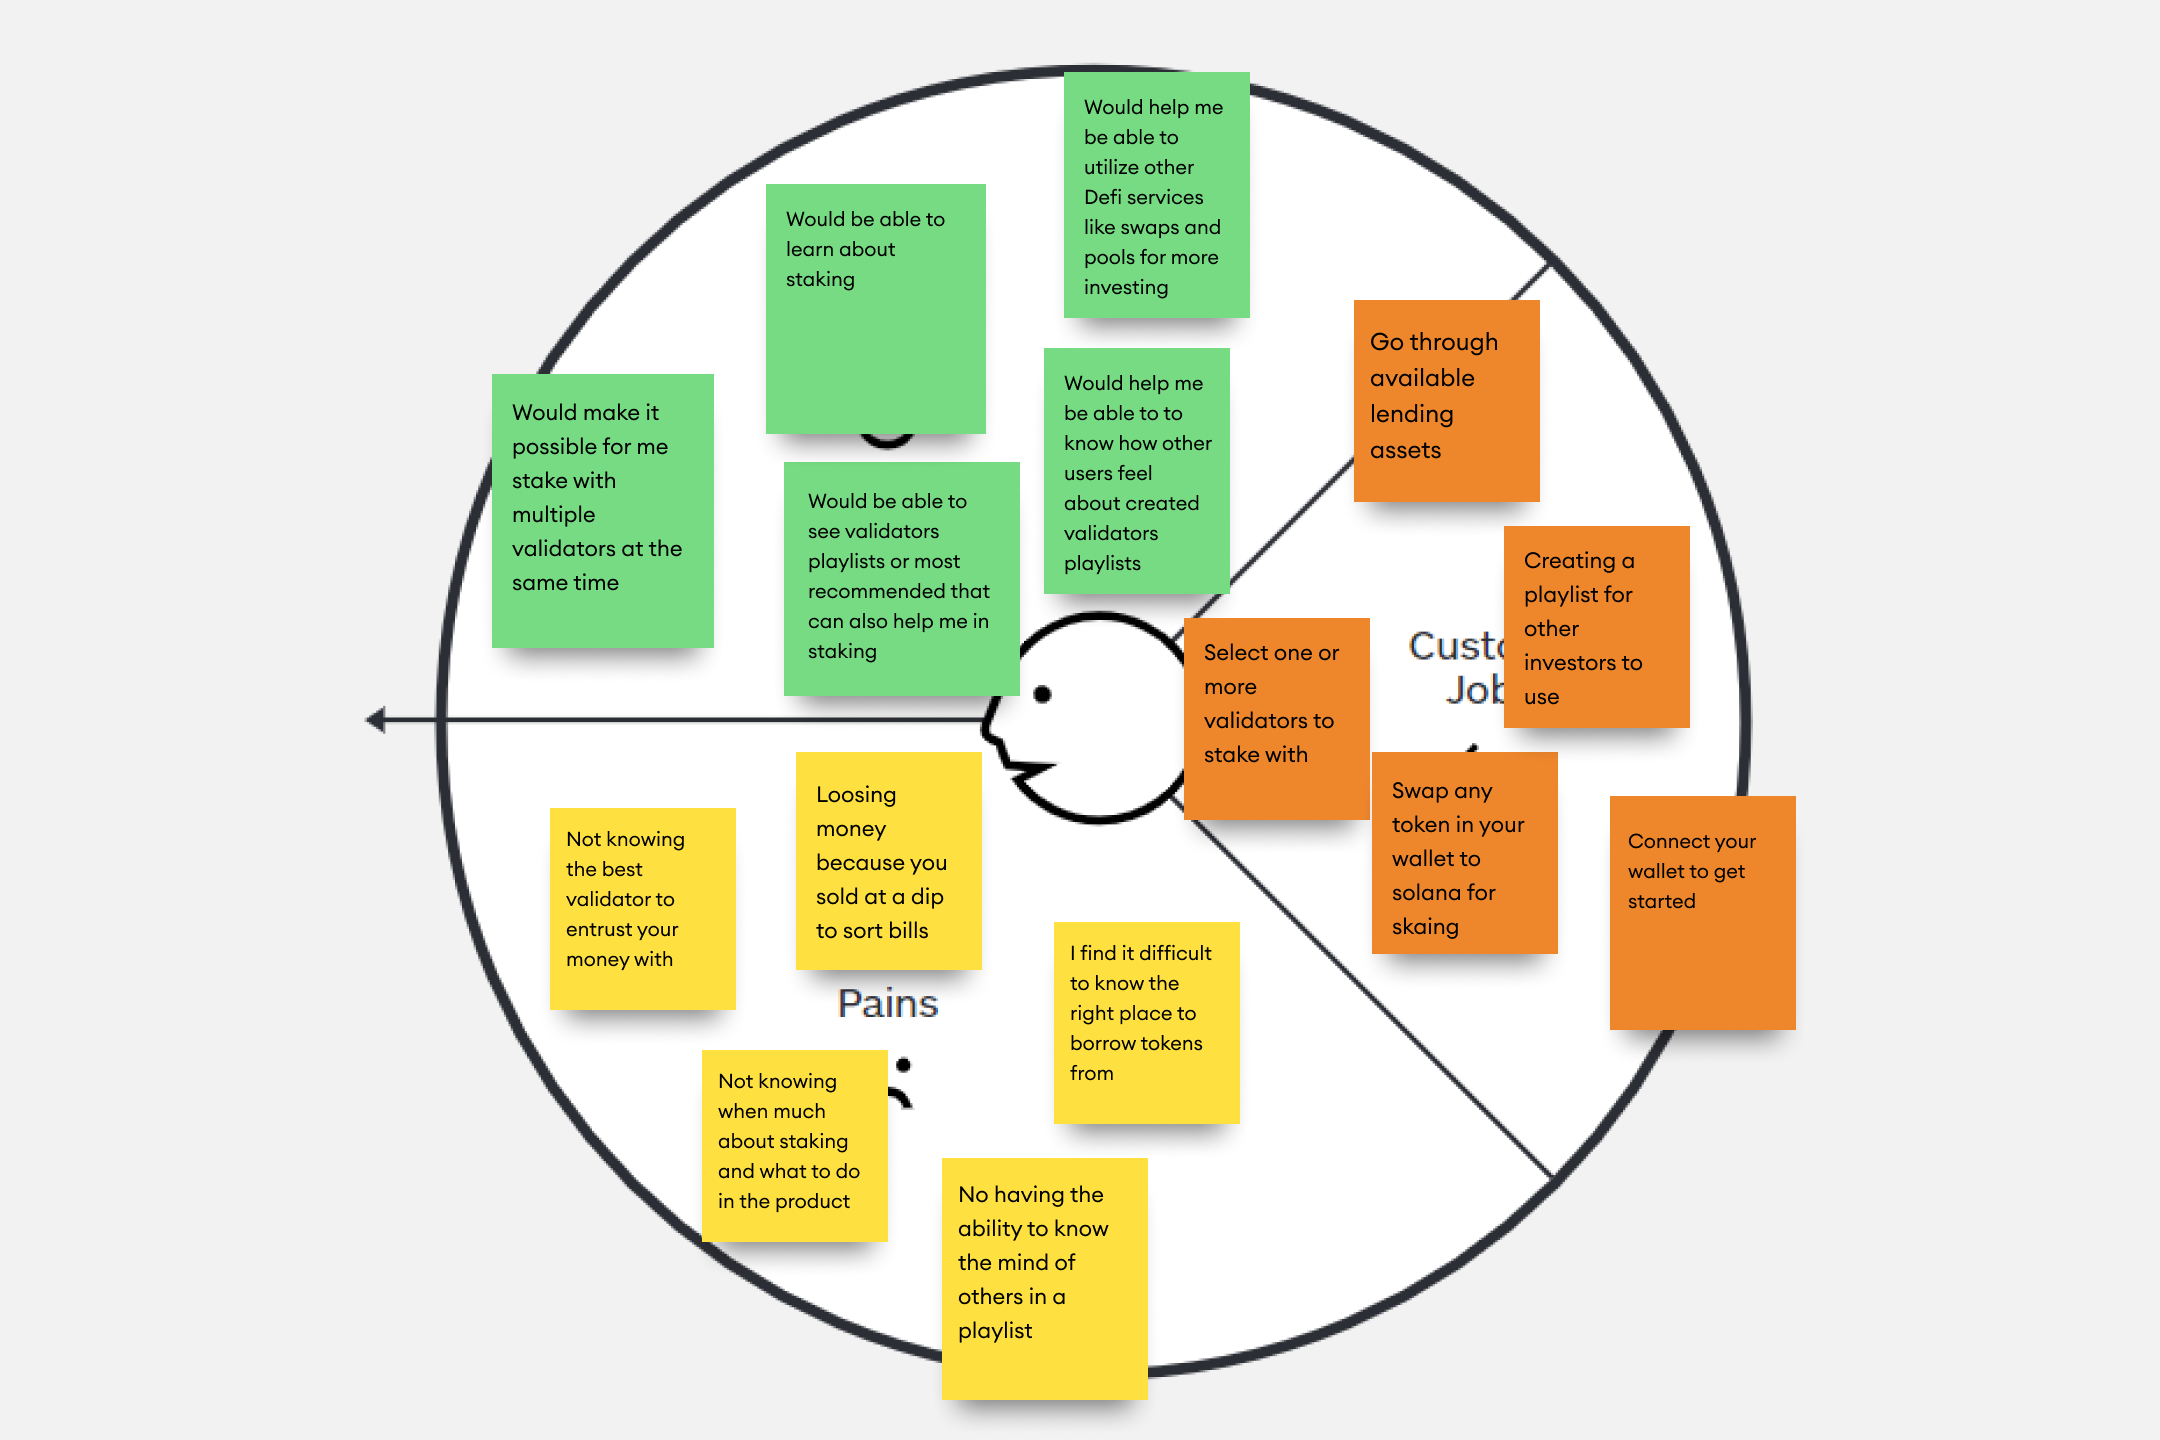 Would help me
be able to
utilize other
Defi services
like swaps and
pools for more
investing
Would be able to
learn about
staking
Would make it
possible for me
stake with
multiple
validators at the
same time
Would be able to
see validators
playlists or most
recommended that
can also help me in
staking
Would help me
be able to to
know how other
users feel
about created
validators
playlists
Go through
available
lending
assets
Creating a
playlist for
other
investors to
use
Select one or
more
validators to
stake with
Swap any
token in your
wallet to
solana for
skaing
Connect your
wallet to get
started
Loosing
money
because you
sold at a dip
to sort bills
Not knowing
the best
validator to
entrust your
money with
Pains
I find it difficult
to know the
right place to
borrow tokens
from
Not knowing
when much
about staking
and what to do
in the product
No having the
ability to know
the mind of
others in a
playlist